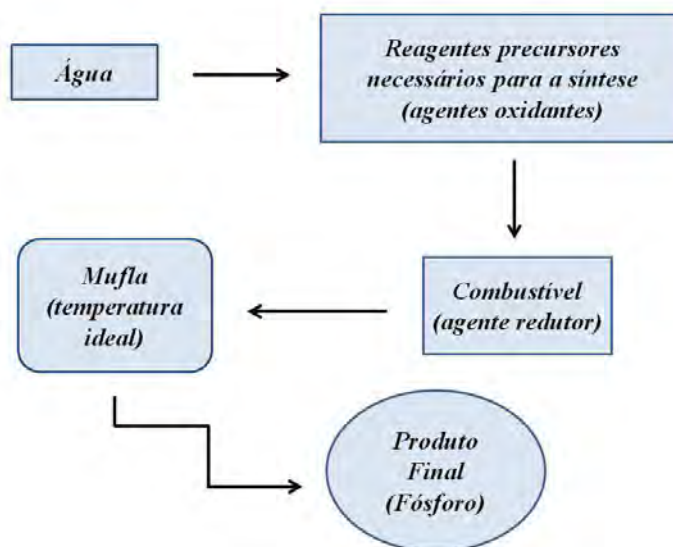 Água
Reagentes precursores
necessários para a síntese
(agentes oxidantes)
Combustível
(agente redutor)
Mufla
(temperatura
ideal)
Produto
Final
(Fósforo)